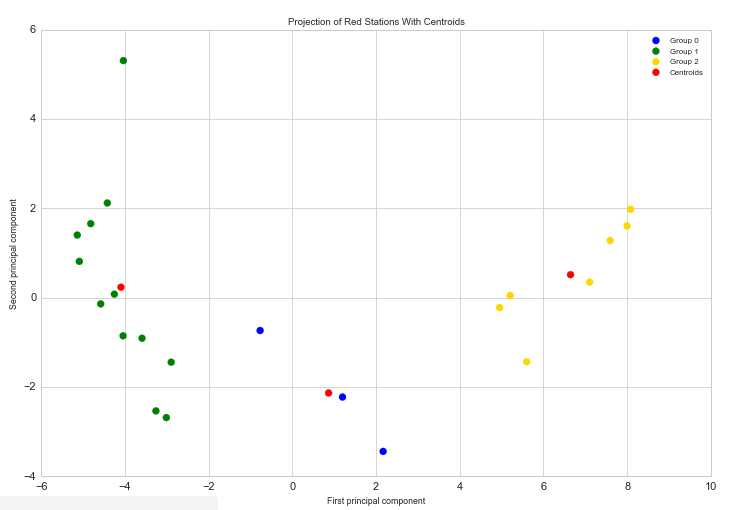 Projection of Red Stations With Centroids
6
4
2
0
−2
−4
Second principal component
Group 0
Group 1
Group 2
Centroids
−6 −4 −2 0 2 4 6 8 10
First principal component